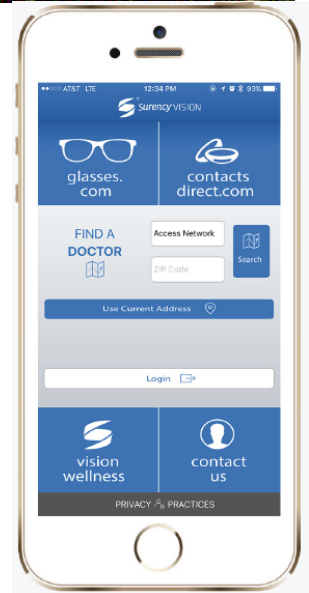 AT&T LTE 12:34 PM 93%
Surency VISION
glasses.
com
contacts
direct.com
FIND A
DOCTOR
Access Network
ZIP Code
Search
Use Current Address
Login
vision
wellness
contact
us
PRIVACY PRACTICES